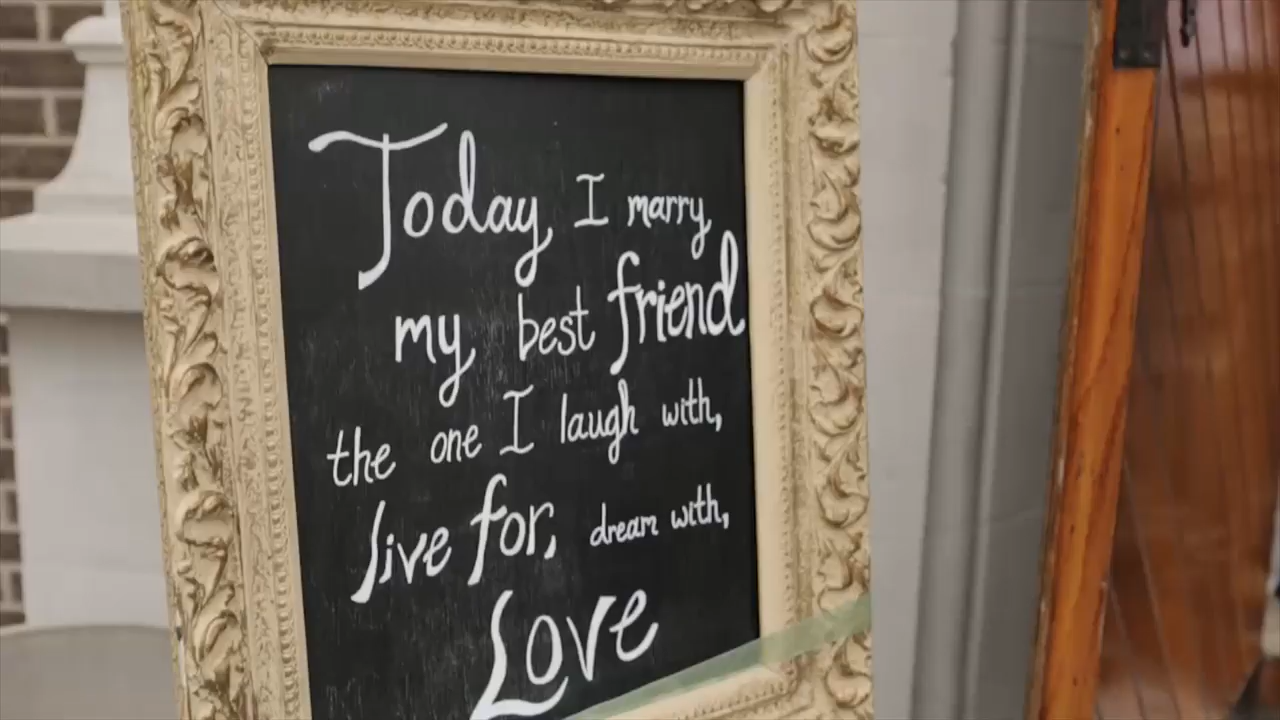 Today I marry
my best friend
the one I laugh with,
live for, dream with,
Love